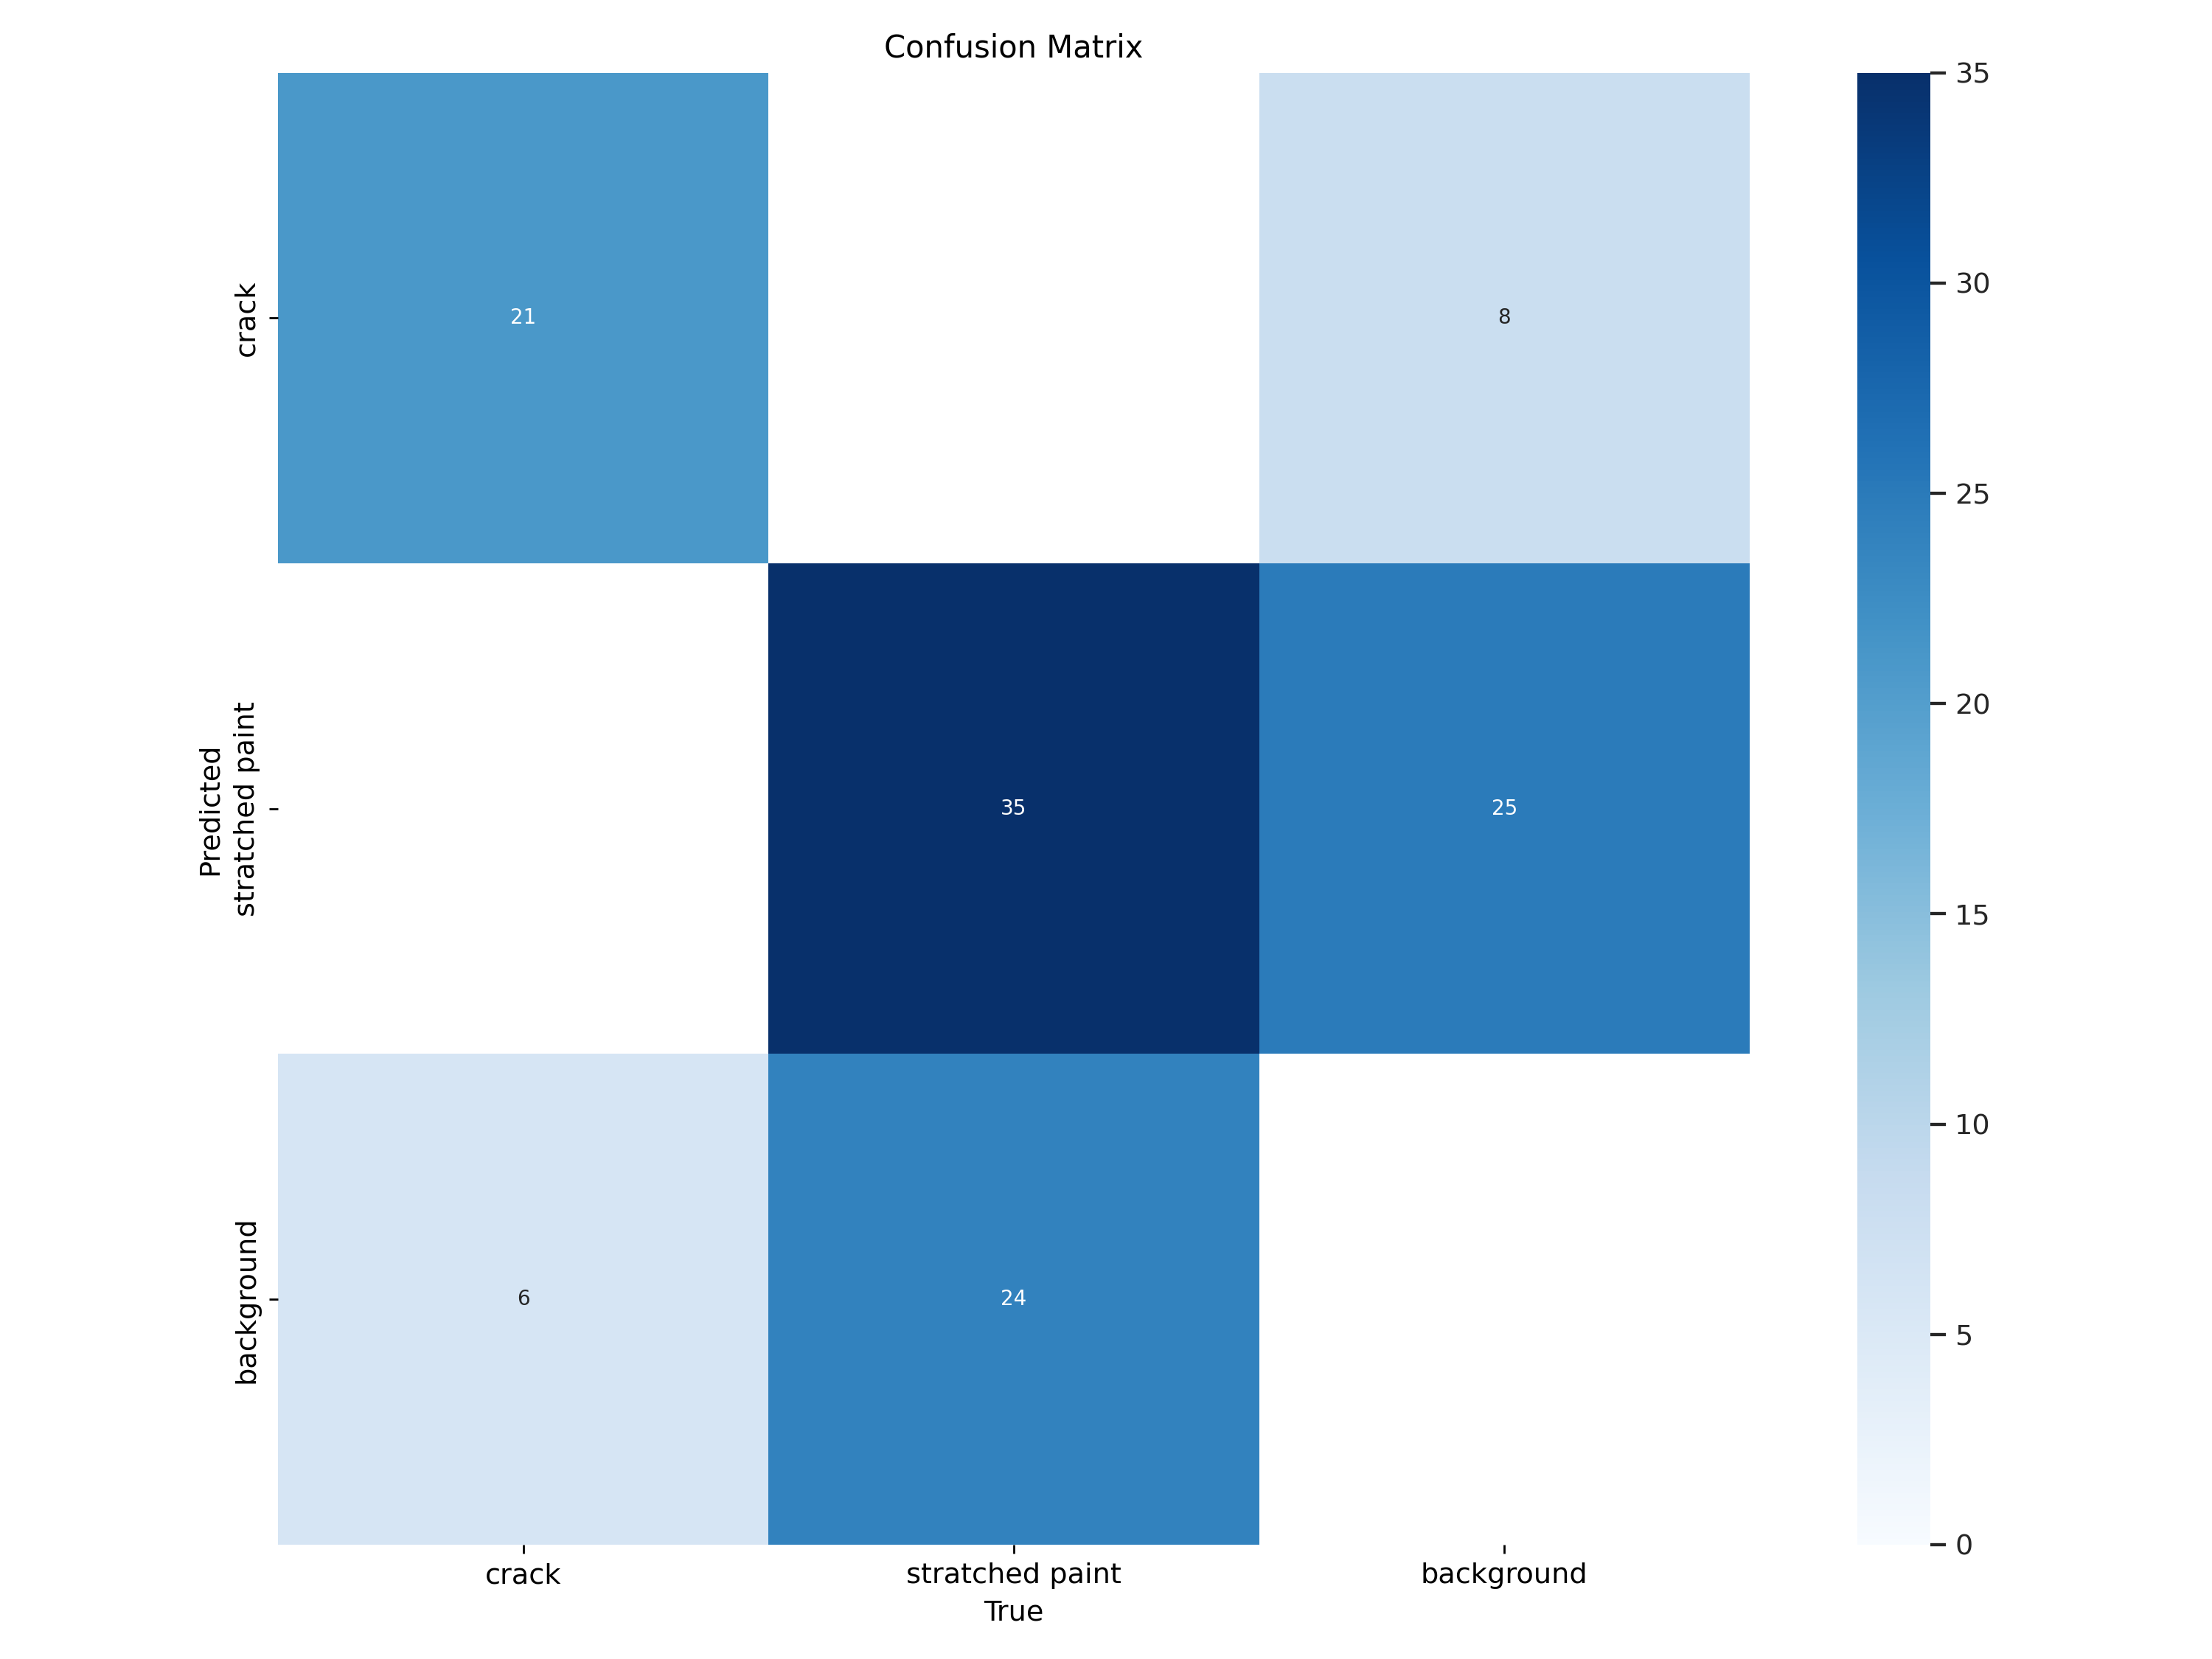 Confusion Matrix
crack
21
8
35
30
25
20
15
10
5
0
Predicted
stratched paint
35
25
background
6
24
crack
stratched paint
background
True